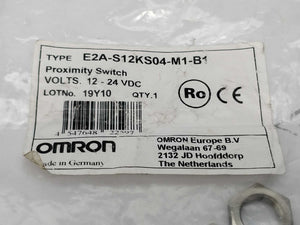 TYPE E2A-S12KS04-M1-B1
Proximity Switch
VOLTS. 12 - 24 VDC
LOTNo. 19Y10 QTY.1
Ro CE
OMRON
Made in Germany
OMRON Europe B.V
Wegalaan 67-69
2132 JD Hoofddorp
The Netherlands